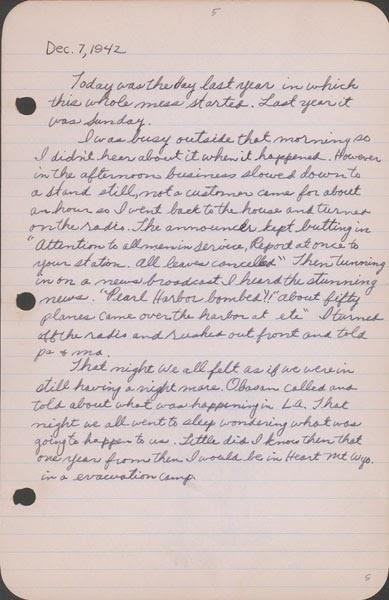 5
Dec. 7, 1942
Today was the day last year in which
this whole mess started. Last year it
was Sunday.
I was busy outside that morning, so
I didn't hear about it when it happened. However
in the afternoon business slowed down to
a stand still, not a customer came for about
an hour so I went back to the house and turned
on the radio. The announcer kept butting in
"Attention to all men in service, Report at once to
your station. All leaves cancelled" Then tunning
in on a news broadcast I heard the stunning
news. "Pearl Harbor bombed!!" about fifty
planes came over the harbor at etc" I turned
off the radio and rushed out front and told
pa & ma.
That night we all felt as if we were in
still having a night mare. called and
told about what was happening in L.A. That
night we all went to sleep wondering what was
going to happen to us. Little did I know then that
one year from then I would be in Heart Mt Wyo.
in a evacuation camp.
5